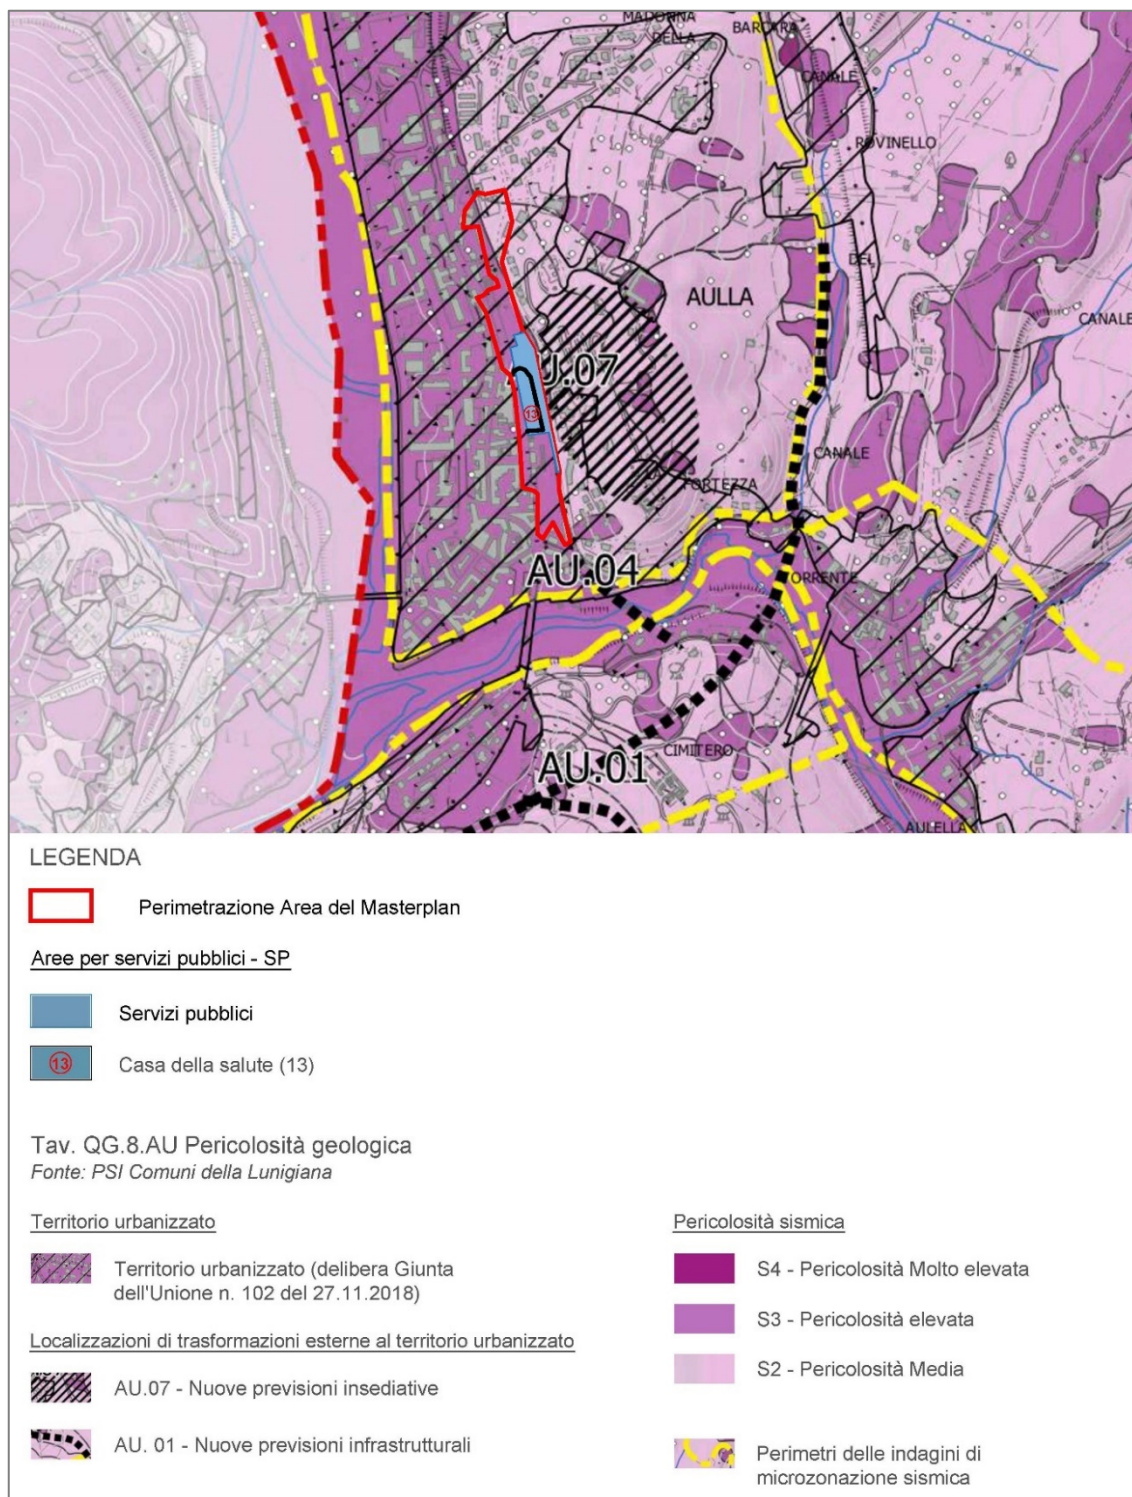 MADONNA
DELLA
BARCARA
CANALE
ROVINELLO
DEL
AULLA
CANALE
AU.07
13
CANALE
FORTEZZA
AU.04
TORRENTE
CIMITERO
AU.01
AULELLA
LEGENDA
Perimetrazione Area del Masterplan
Aree per servizi pubblici - SP
Servizi pubblici
13
Casa della salute (13)
Tav. QG.8.AU Pericolosità geologica
Fonte: PSI Comuni della Lunigiana
Territorio urbanizzato
Territorio urbanizzato (delibera Giunta
dell'Unione n. 102 del 27.11.2018)
Localizzazioni di trasformazioni esterne al territorio urbanizzato
AU.07 - Nuove previsioni insediative
AU. 01 - Nuove previsioni infrastrutturali
Pericolosità sismica
S4 - Pericolosità Molto elevata
S3 - Pericolosità elevata
S2 - Pericolosità Media
Perimetri delle indagini di
microzonazione sismica